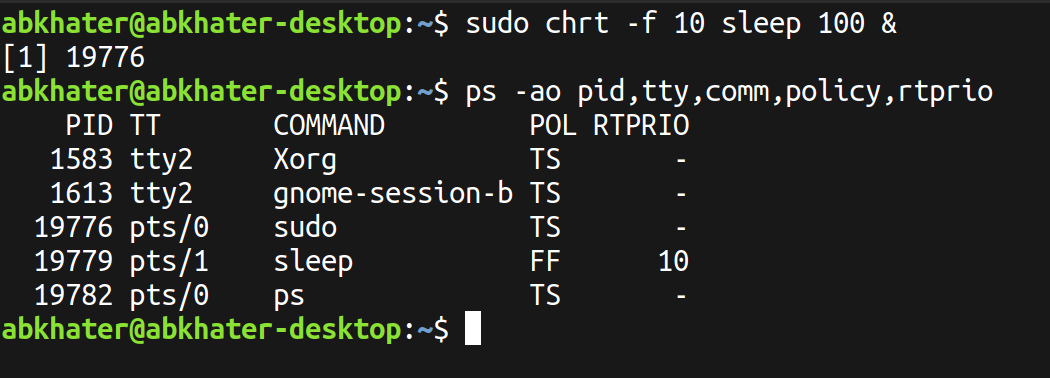 abkhater@abkhater-desktop:~$ sudo chrt -f 10 sleep 100 &
[1] 19776
abkhater@abkhater-desktop:~$ ps -ao pid,tty,comm,policy,rtprio
    PID TT       COMMAND         POL RTPRIO
   1583 tty2     Xorg            TS       -
   1613 tty2     gnome-session-b TS       -
  19776 pts/0    sudo            TS       -
  19779 pts/1    sleep           FF      10
  19782 pts/0    ps              TS       -
abkhater@abkhater-desktop:~$